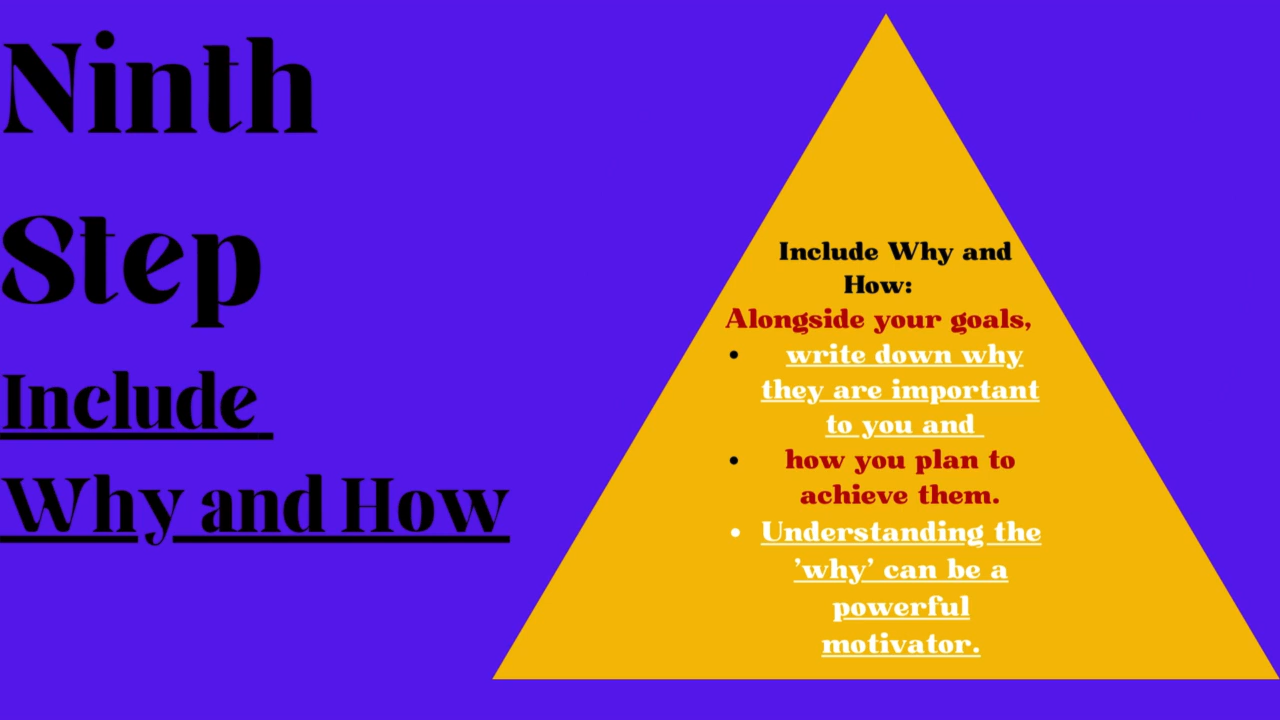 Ninth
Step
Include
Why and How
Include Why and
How:
Alongside your goals,
• write down why
they are important
to you and
• how you plan to
achieve them.
• Understanding the
'why' can be a
powerful
motivator.